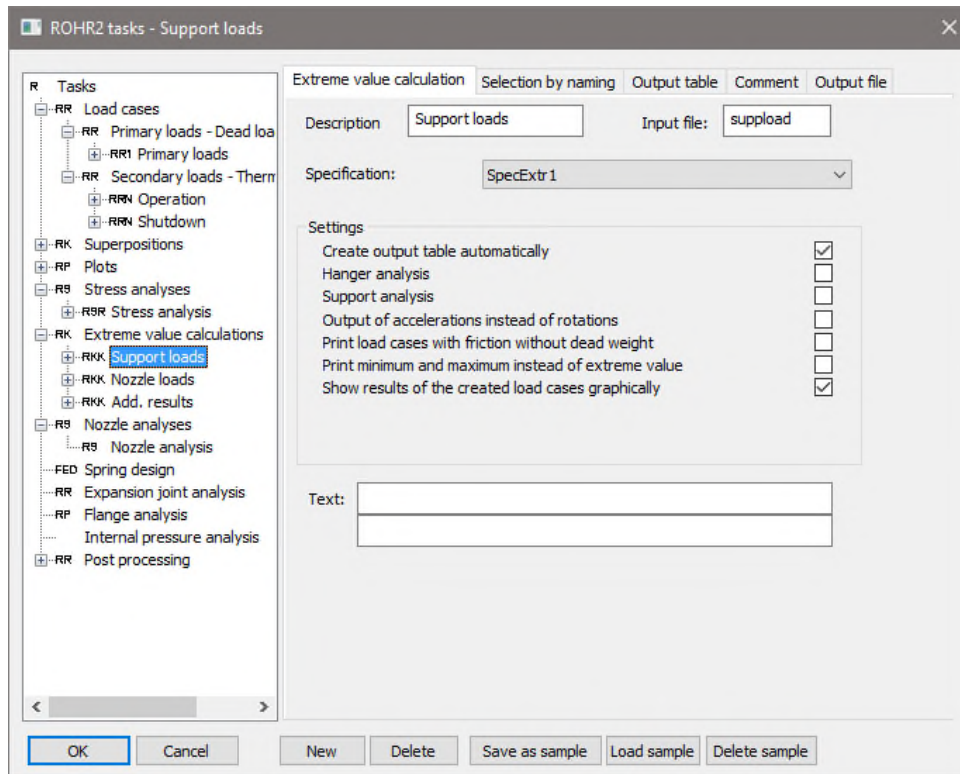 ROHR2 tasks - Support loads
R Tasks
RR Load cases
RR Primary loads - Dead loa
RR1 Primary loads
RR Secondary loads - Therm
RRN Operation
RRN Shutdown
RK Superpositions
RP Plots
R9 Stress analyses
R9R Stress analysis
RK Extreme value calculations
RKK Support loads
RKK Nozzle loads
RKK Add. results
R9 Nozzle analyses
R9 Nozzle analysis
FED Spring design
RR Expansion joint analysis
RP Flange analysis
Internal pressure analysis
RR Post processing
Extreme value calculation Selection by naming Output table Comment Output file
Description Support loads Input file: suppload
Specification: SpecExtr1
Settings
Create output table automatically
Hanger analysis
Support analysis
Output of accelerations instead of rotations
Print load cases with friction without dead weight
Print minimum and maximum instead of extreme value
Show results of the created load cases graphically
Text:
OK Cancel New Delete Save as sample Load sample Delete sample